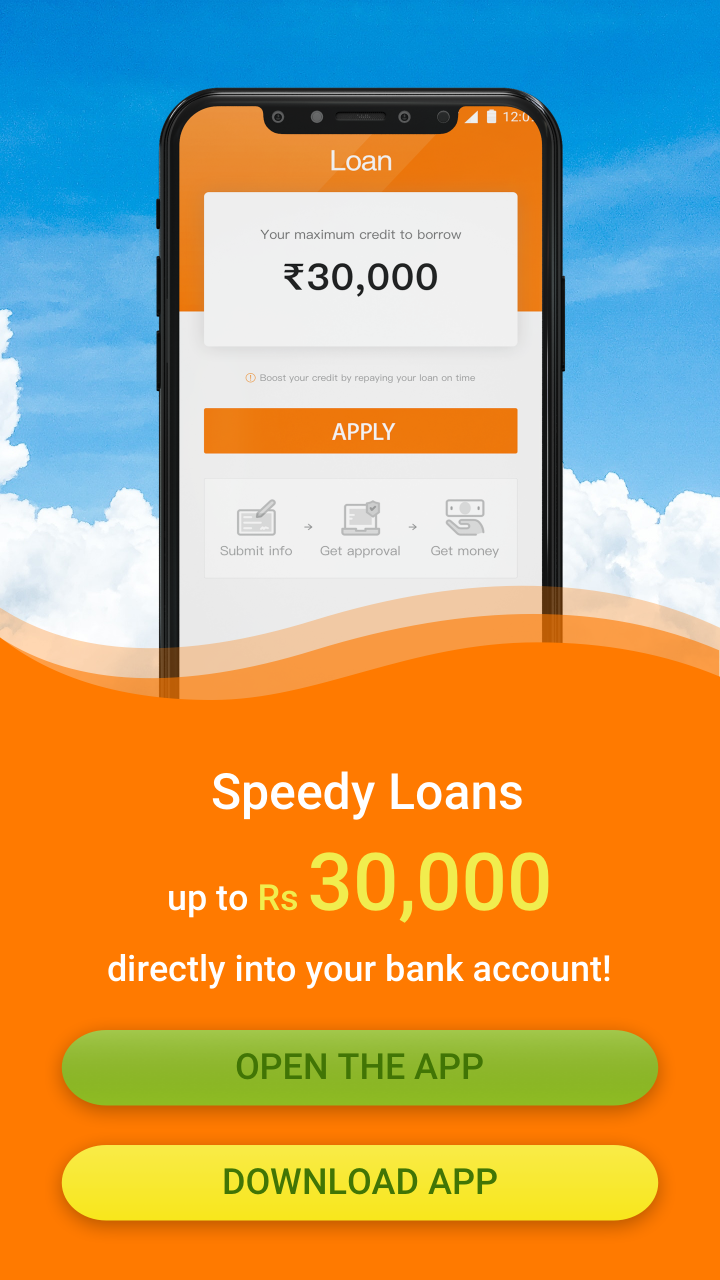 12:0
Loan
Your maximum credit to borrow
₹30,000
Boost your credit by repaying your loan on time
APPLY
Submit info → Get approval → Get money
Speedy Loans
up to Rs 30,000
directly into your bank account!
OPEN THE APP
DOWNLOAD APP